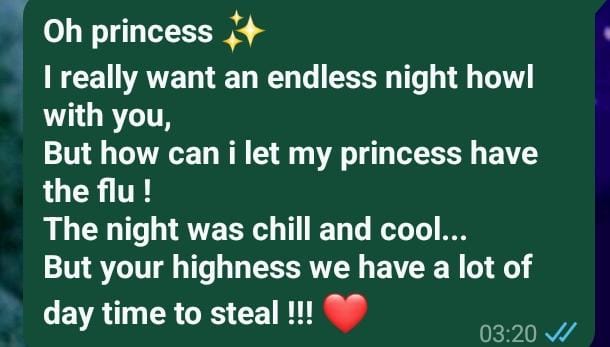 Oh princess ✨
I really want an endless night howl
with you,
But how can i let my princess have
the flu !
The night was chill and cool...
But your highness we have a lot of
day time to steal !!! ❤️
03:20